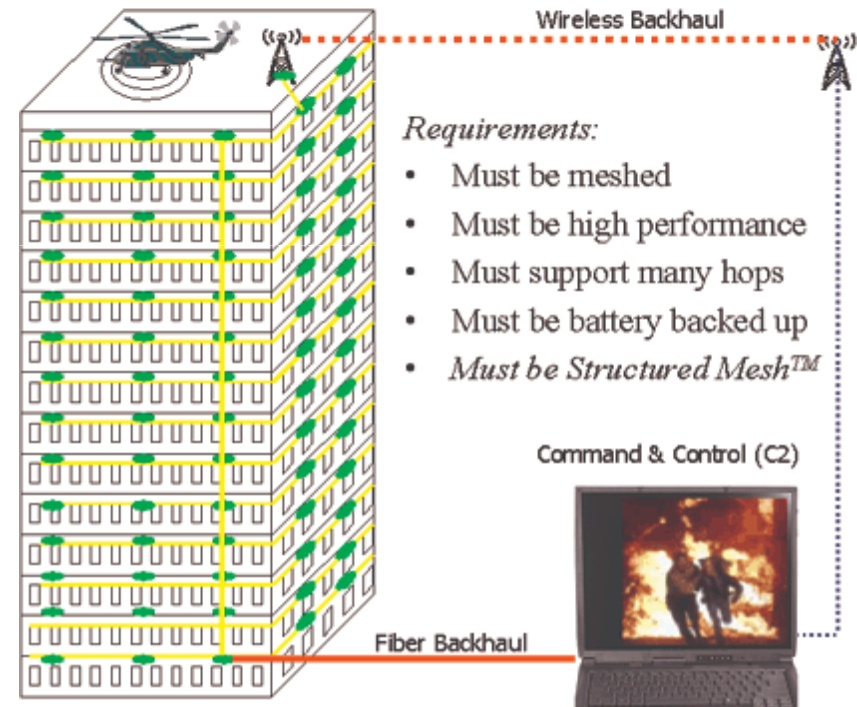 Wireless Backhaul
Requirements:
• Must be meshed
• Must be high performance
• Must support many hops
• Must be battery backed up
• Must be Structured Mesh™
Command & Control (C2)
Fiber Backhaul